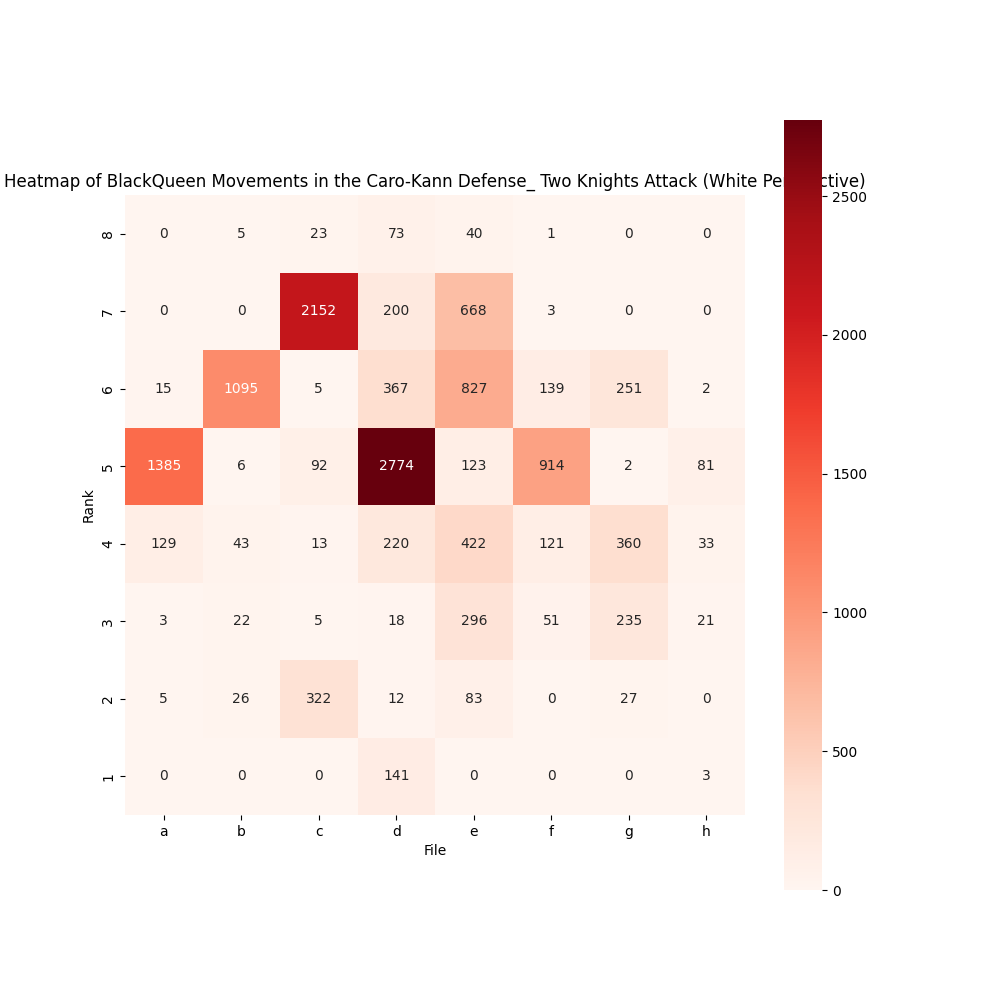 Heatmap of BlackQueen Movements in the Caro-Kann Defense_ Two Knights Attack (White Pe ctive)
2500
2000
1500
1000
500
0
Rank
8 0 5 23 73 40 1 0 0
7 0 0 2152 200 668 3 0 0
6 15 1095 5 367 827 139 251 2
5 1385 6 92 2774 123 914 2 81
4 129 43 13 220 422 121 360 33
3 3 22 5 18 296 51 235 21
2 5 26 322 12 83 0 27 0
1 0 0 0 141 0 0 0 3
a b c d e f g h
File